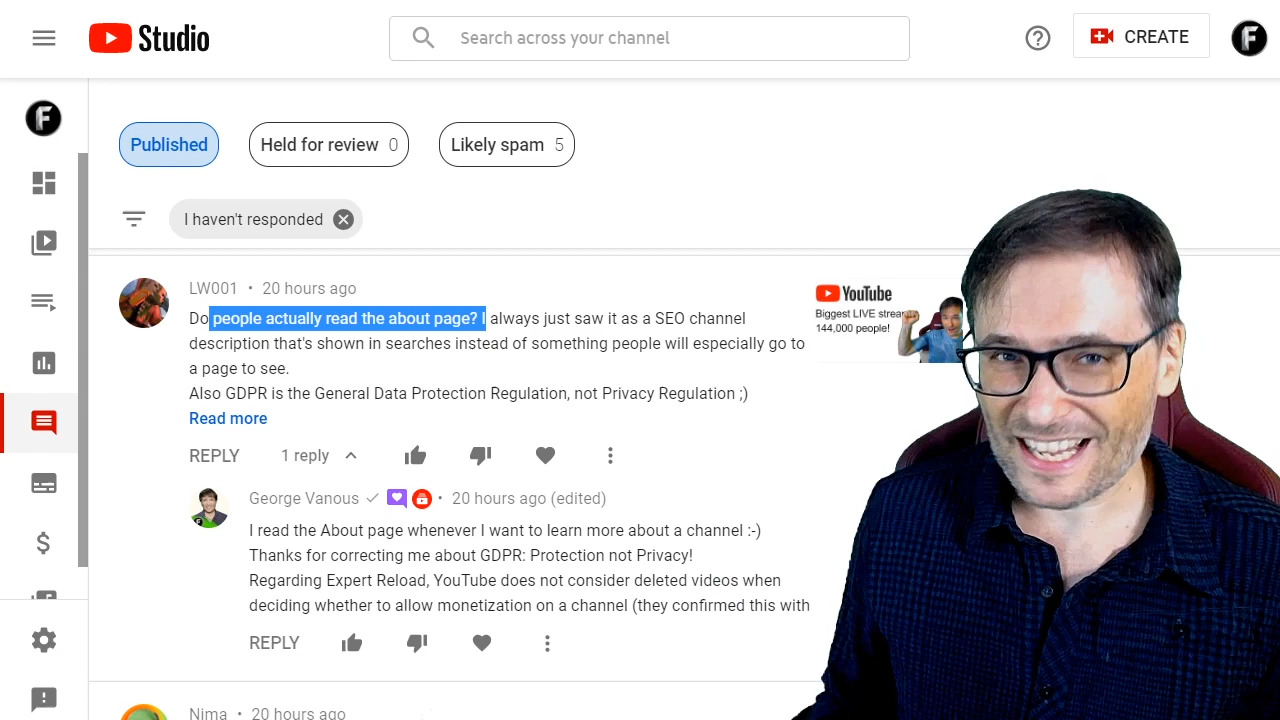 Studio
Search across your channel
CREATE
Published
Held for review 0
Likely spam 5
I haven't responded
LW001 • 20 hours ago
Do people actually read the about page? I always just saw it as a SEO channel
description that's shown in searches instead of something people will especially go to
a page to see.
Also GDPR is the General Data Protection Regulation, not Privacy Regulation ;)
Read more
YouTube
Biggest LIVE stream
144,000 people!
REPLY
1 reply
George Vanous
• 20 hours ago (edited)
I read the About page whenever I want to learn more about a channel :-)
Thanks for correcting me about GDPR: Protection not Privacy!
Regarding Expert Reload, YouTube does not consider deleted videos when
deciding whether to allow monetization on a channel (they confirmed this with
REPLY
Nima • 20 hours ago